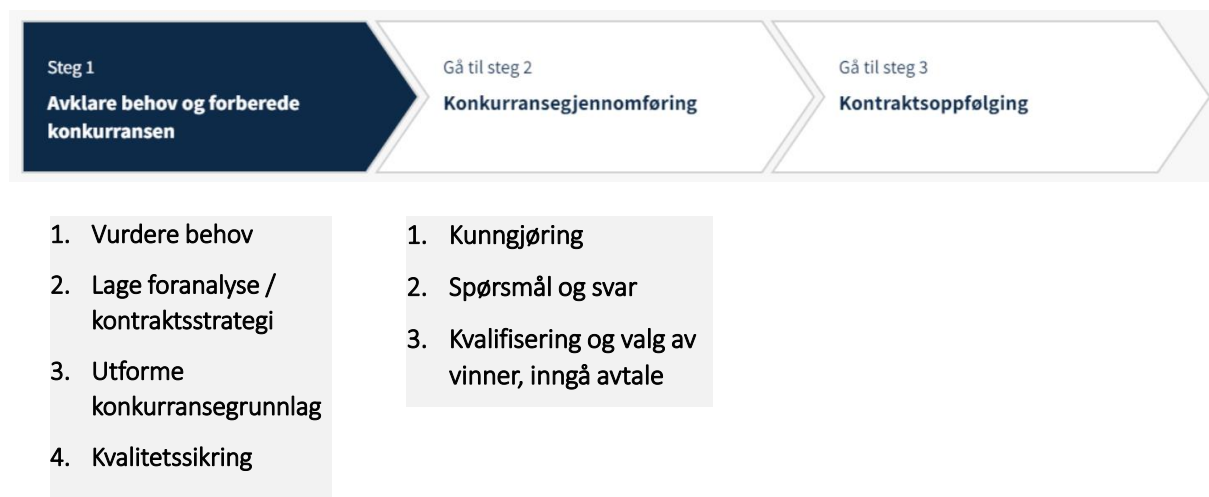 Steg 1
Avklare behov og forberede
konkurransen
Gå til steg 2
Konkurransegjennomføring
Gå til steg 3
Kontraktsoppfølging
1. Vurdere behov
2. Lage foranalyse /
kontraktsstrategi
3. Utforme
konkurransegrunnlag
4. Kvalitetssikring
1. Kunngjøring
2. Spørsmål og svar
3. Kvalifisering og valg av
vinner, inngå avtale